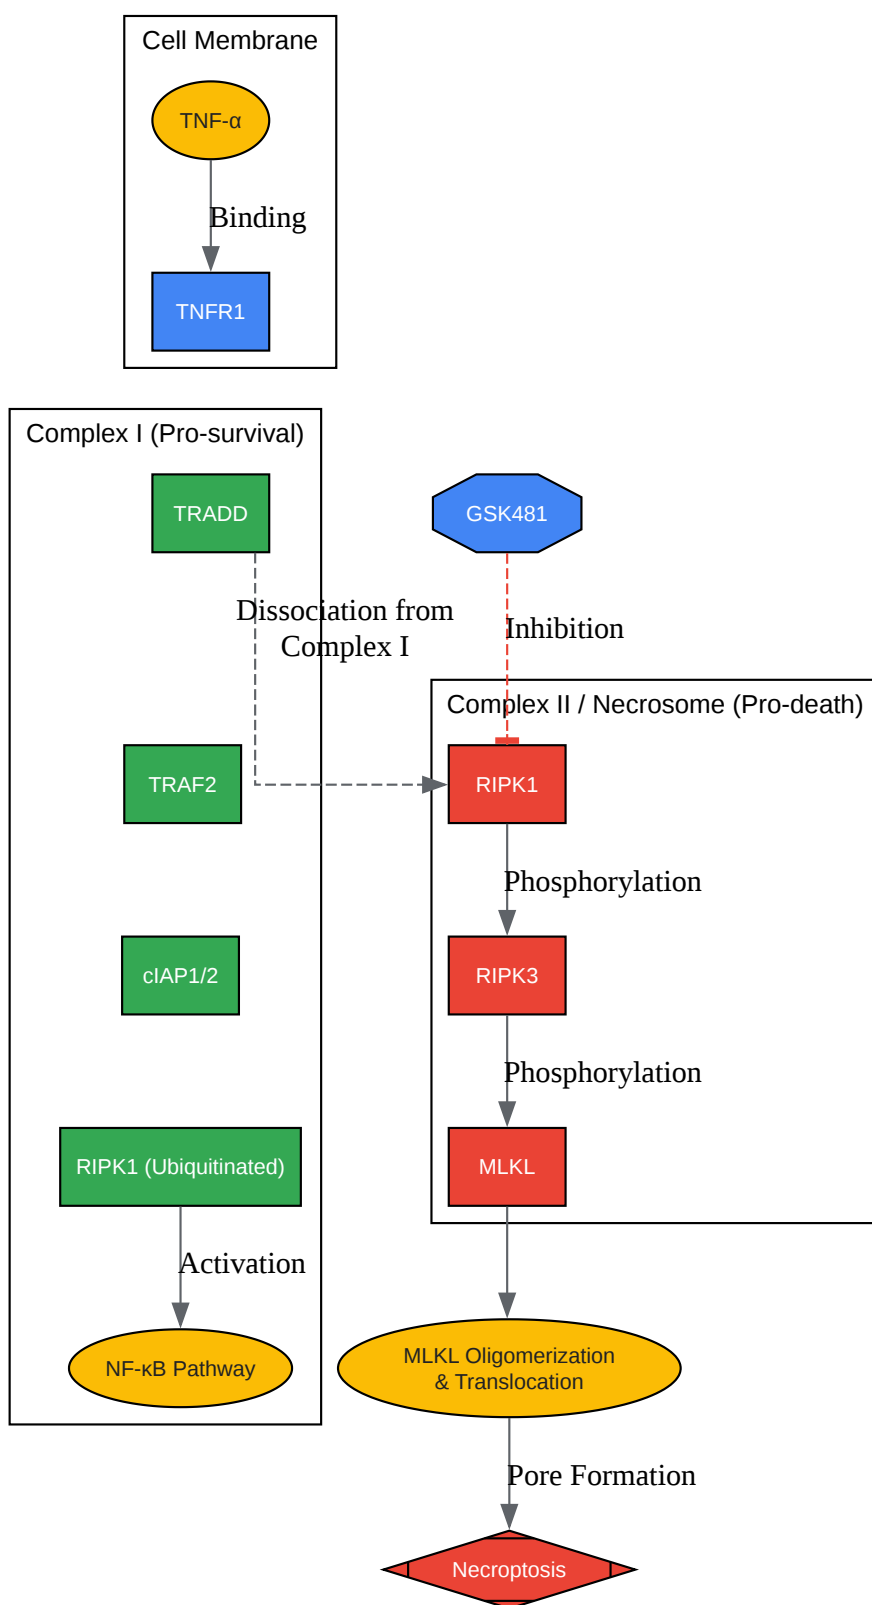 Cell Membrane
TNF-α
Binding
TNFR1
Complex I (Pro-survival)
TRADD
GSK481
Dissociation from
Complex I
Inhibition
Complex II / Necrosome (Pro-death)
TRAF2
RIPK1
Phosphorylation
cIAP1/2
RIPK3
Phosphorylation
RIPK1 (Ubiquitinated)
MLKL
Activation
NF-κB Pathway
MLKL Oligomerization
& Translocation
Pore Formation
Necroptosis